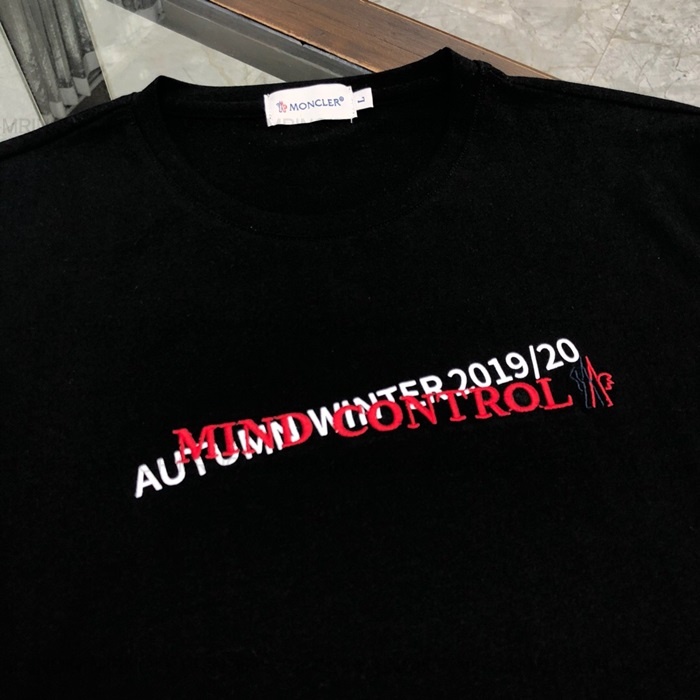 MONCLER®
L
AUTUMN WINTER 2019/20
MIND CONTROL